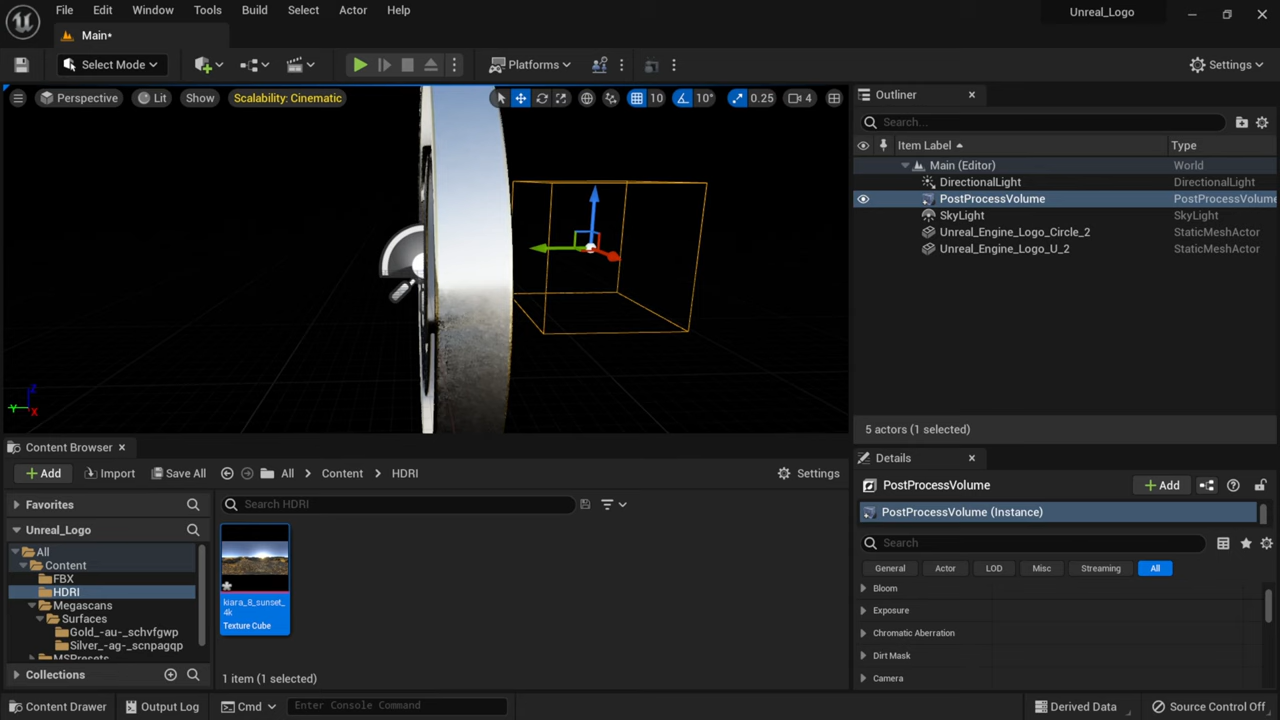 File Edit Window Tools Build Select Actor Help
Unreal_Logo
Main*
Select Mode
Platforms
Settings
Perspective Lit Show Scalability: Cinematic
10 10° 0.25 4
Z
Y X
Outliner
Search...
Item Label Type
Main (Editor) World
DirectionalLight DirectionalLight
PostProcessVolume PostProcessVolume
SkyLight SkyLight
Unreal_Engine_Logo_Circle_2 StaticMeshActor
Unreal_Engine_Logo_U_2 StaticMeshActor
5 actors (1 selected)
Details
PostProcessVolume
Add
PostProcessVolume (Instance)
Search
General Actor LOD Misc Streaming All
Bloom
Exposure
Chromatic Aberration
Dirt Mask
Camera
Content Browser
Add Import Save All All Content HDRI Settings
Favorites
Unreal_Logo
All
Content
FBX
HDRI
Megascans
Surfaces
Gold_-au-_schvfgwp
Silver_-ag-_scnpagqp
MSPresets
Collections
Search HDRI
kiara_8_sunset_
4k
Texture Cube
1 item (1 selected)
Content Drawer Output Log Cmd Enter Console Command Derived Data Source Control Off